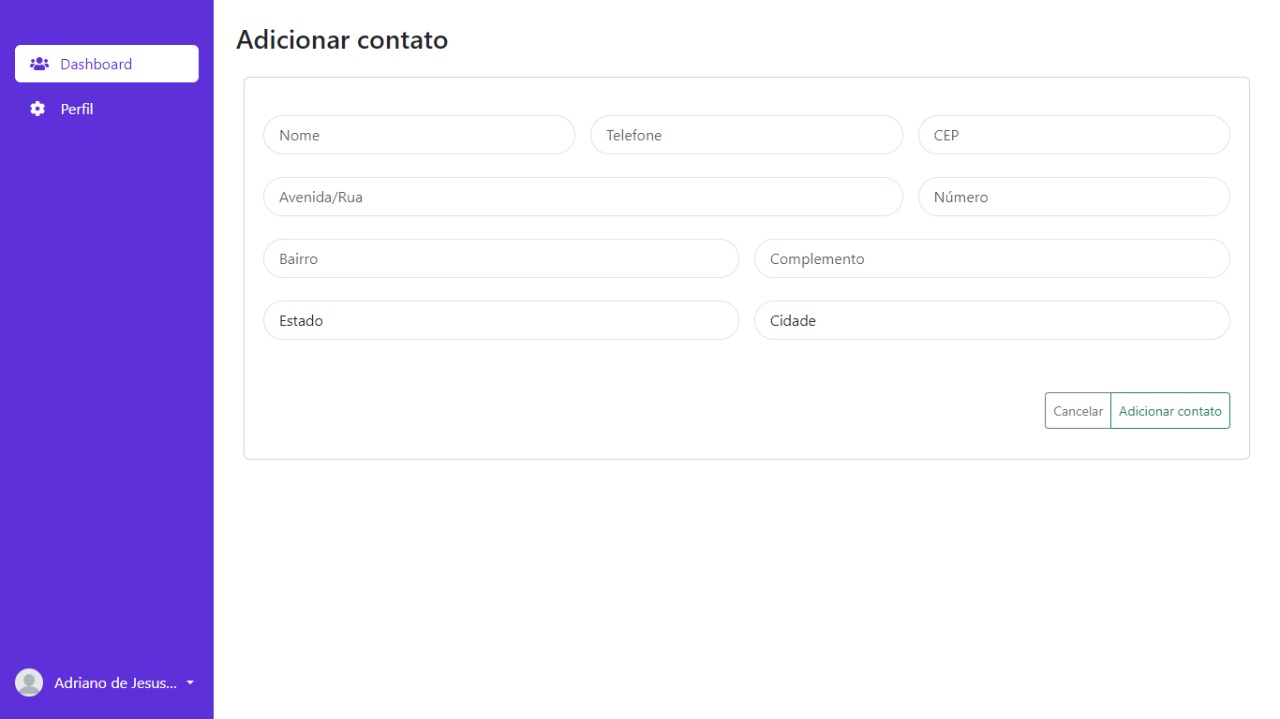 Dashboard
Perfil
Adriano de Jesus...
Adicionar contato
Nome
Telefone
CEP
Avenida/Rua
Número
Bairro
Complemento
Estado
Cidade
Cancelar
Adicionar contato